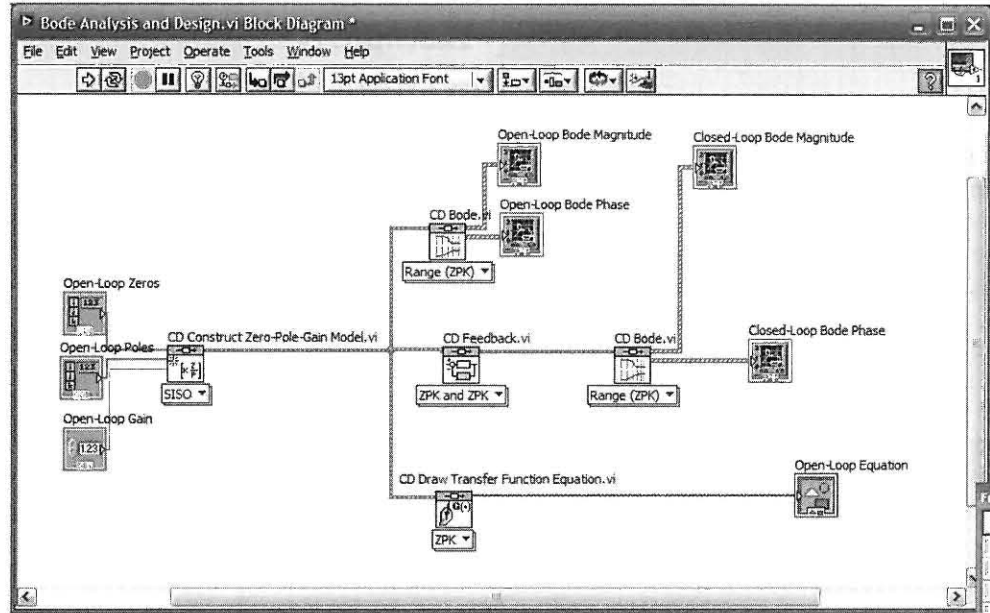 Bode Analysis and Design.vi Block Diagram *
File Edit View Project Operate Tools Window Help
13pt Application Font
Open-Loop Bode Magnitude
Closed-Loop Bode Magnitude
CD Bode.vi
Open-Loop Bode Phase
Range (ZPK)
Open-Loop Zeros
CD Construct Zero-Pole-Gain Model.vi
CD Feedback.vi
CD Bode.vi
Closed-Loop Bode Phase
Open-Loop Poles
SISO
ZPK and ZPK
Range (ZPK)
Open-Loop Gain
CD Draw Transfer Function Equation.vi
Open-Loop Equation
ZPK